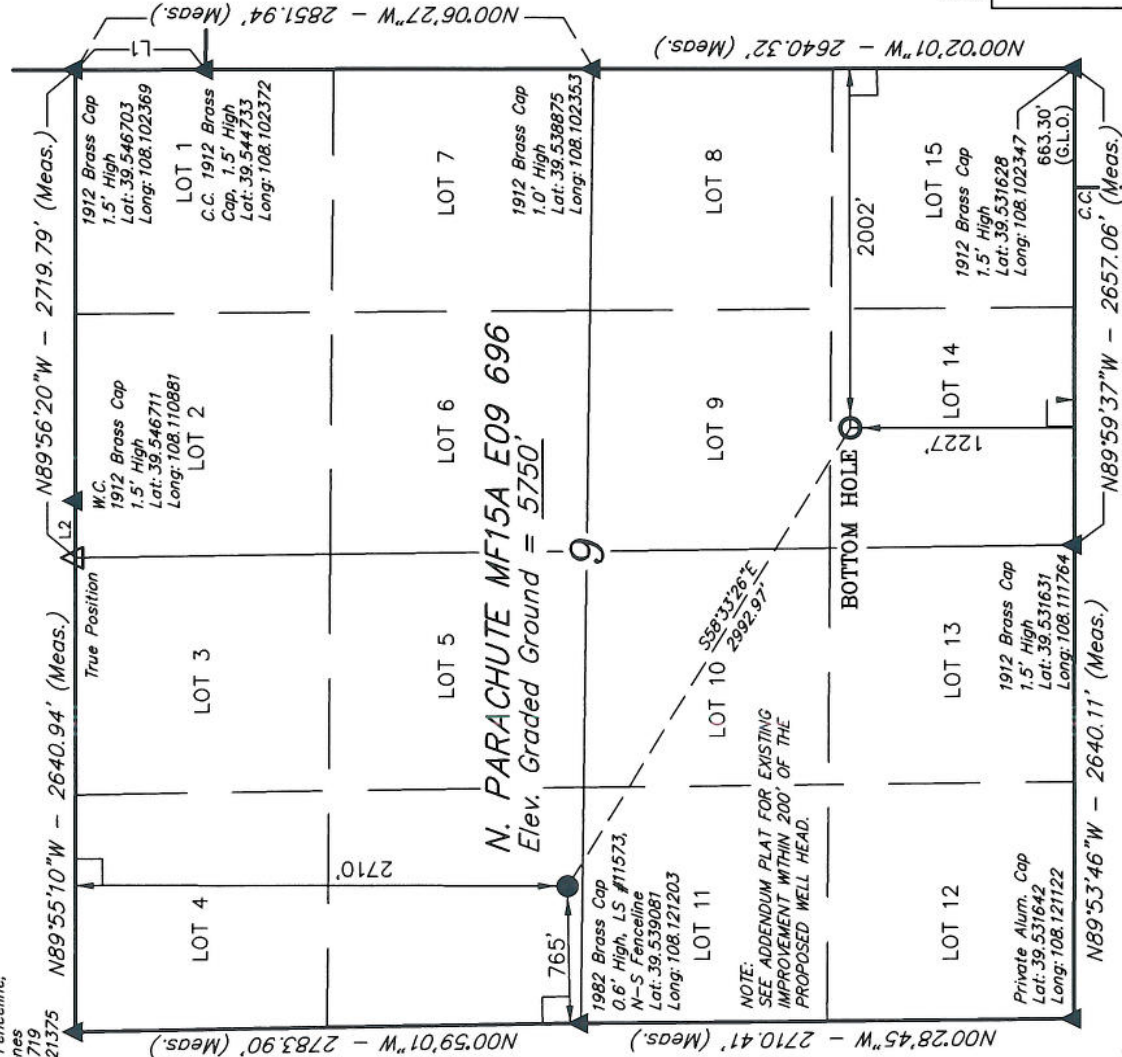 Fenceline,
nes
719
21375
N89°55'10"W - 2640.94' (Meas.)
N89°56'20"W - 2719.79' (Meas.)
True Position
L2
W.C.
1912 Brass Cap
1.5' High
Lat: 39.546711
Long: 108.110881
LOT 2
1912 Brass Cap
1.5' High
Lat: 39.546703
Long: 108.102369
L1
LOT 1
C.C. 1912 Brass
Cap, 1.5' High
Lat: 39.544733
Long: 108.102372
LOT 4
LOT 3
N00°59'01"W - 2783.90' (Meas.)
2710'
N00°06'27"W - 2851.94' (Meas.)
LOT 5
LOT 6
LOT 7
N. PARACHUTE MF15A E09 696
Elev. Graded Ground = 5750'
765'
9
1912 Brass Cap
1.0' High
Lat: 39.538875
Long: 108.102353
1982 Brass Cap
0.6' High, LS #11573,
N-S Fenceline
Lat: 39.539081
Long: 108.121203
LOT 11
LOT 10
S58°33'26"E
2992.97'
LOT 9
LOT 8
NOTE:
SEE ADDENDUM PLAT FOR EXISTING
IMPROVEMENT WITHIN 200' OF THE
PROPOSED WELL HEAD.
N00°28'45"W - 2710.41' (Meas.)
N00°02'01"W - 2640.32' (Meas.)
BOTTOM HOLE
2002'
1227'
LOT 12
LOT 13
LOT 14
LOT 15
Private Alum. Cap
Lat: 39.531642
Long: 108.121122
1912 Brass Cap
1.5' High
Lat: 39.531631
Long: 108.111764
1912 Brass Cap
1.5' High
Lat: 39.531628
Long: 108.102347
663.30'
(G.L.O.)
C.C.
N89°53'46"W - 2640.11' (Meas.)
N89°59'37"W - 2657.06' (Meas.)